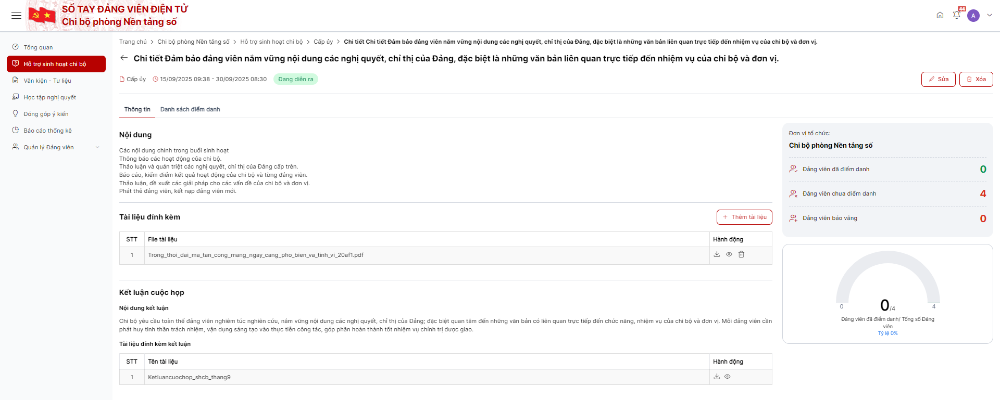 SỔ TAY ĐẢNG VIÊN ĐIỆN TỬ
Chi bộ phòng Nền tảng số
44
A
Tổng quan
Hỗ trợ sinh hoạt chi bộ
Văn kiện - Tư liệu
Học tập nghị quyết
Đóng góp ý kiến
Báo cáo thống kê
Quản lý Đảng viên
Trang chủ > Chi bộ phòng Nền tảng số > Hỗ trợ sinh hoạt chi bộ > Cấp ủy > Chi tiết Chi tiết Đảm bảo đảng viên nắm vững nội dung các nghị quyết, chỉ thị của Đảng, đặc biệt là những văn bản liên quan trực tiếp đến nhiệm vụ của chi bộ và đơn vị.
Chi tiết Đảm bảo đảng viên nắm vững nội dung các nghị quyết, chỉ thị của Đảng, đặc biệt là những văn bản liên quan trực tiếp đến nhiệm vụ của chi bộ và đơn vị.
Cấp ủy 15/09/2025 09:38 - 30/09/2025 08:30 Đang diễn ra
Sửa Xóa
Thông tin Danh sách điểm danh
Nội dung
Các nội dung chính trong buổi sinh hoạt
Thông báo các hoạt động của chi bộ.
Thảo luận và quán triệt các nghị quyết, chỉ thị của Đảng cấp trên.
Báo cáo, kiểm điểm kết quả hoạt động của chi bộ và từng đảng viên.
Thảo luận, đề xuất các giải pháp cho các vấn đề của chi bộ và đơn vị.
Phát thẻ đảng viên, kết nạp đảng viên mới.
Tài liệu đính kèm
+ Thêm tài liệu
STT File tài liệu Hành động
1 Trong_thoi_dai_ma_tan_cong_mang_ngay_cang_pho_bien_va_tinh_vi_20af1.pdf
Kết luận cuộc họp
Nội dung kết luận
Chi bộ yêu cầu toàn thể đảng viên nghiêm túc nghiên cứu, nắm vững nội dung các nghị quyết, chỉ thị của Đảng; đặc biệt quan tâm đến những văn bản có liên quan trực tiếp đến chức năng, nhiệm vụ của chi bộ và đơn vị. Mỗi đảng viên cần
phát huy tinh thần trách nhiệm, vận dụng sáng tạo vào thực tiễn công tác, góp phần hoàn thành tốt nhiệm vụ chính trị được giao.
Tài liệu đính kèm kết luận
STT Tên tài liệu Hành động
1 Ketluancuochop_shcb_thang9
Đơn vị tổ chức:
Chi bộ phòng Nền tảng số
Đảng viên đã điểm danh 0
Đảng viên chưa điểm danh 4
Đảng viên báo vắng 0
0/4
0 4
Đảng viên đã điểm danh/ Tổng số Đảng
viên
Tỷ lệ 0%